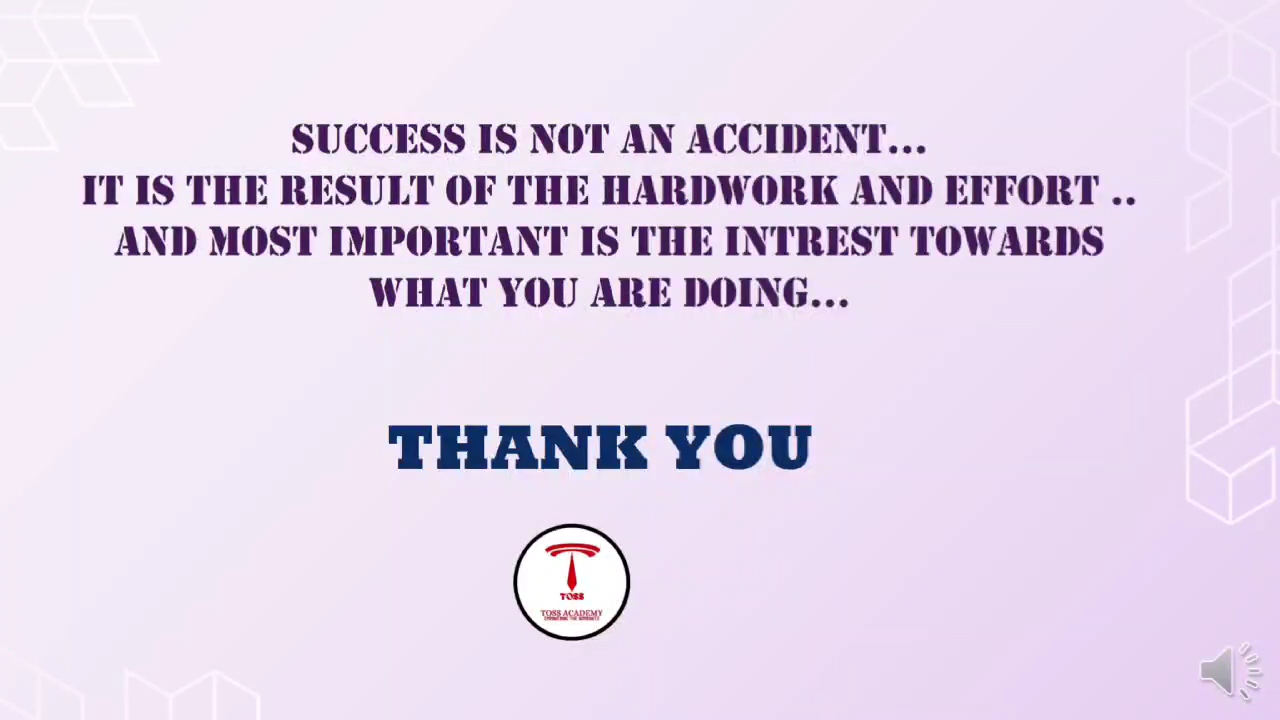 SUCCESS IS NOT AN ACCIDENT...
IT IS THE RESULT OF THE HARDWORK AND EFFORT ..
AND MOST IMPORTANT IS THE INTREST TOWARDS
WHAT YOU ARE DOING...
THANK YOU
TOSS
TOSS ACADEMY